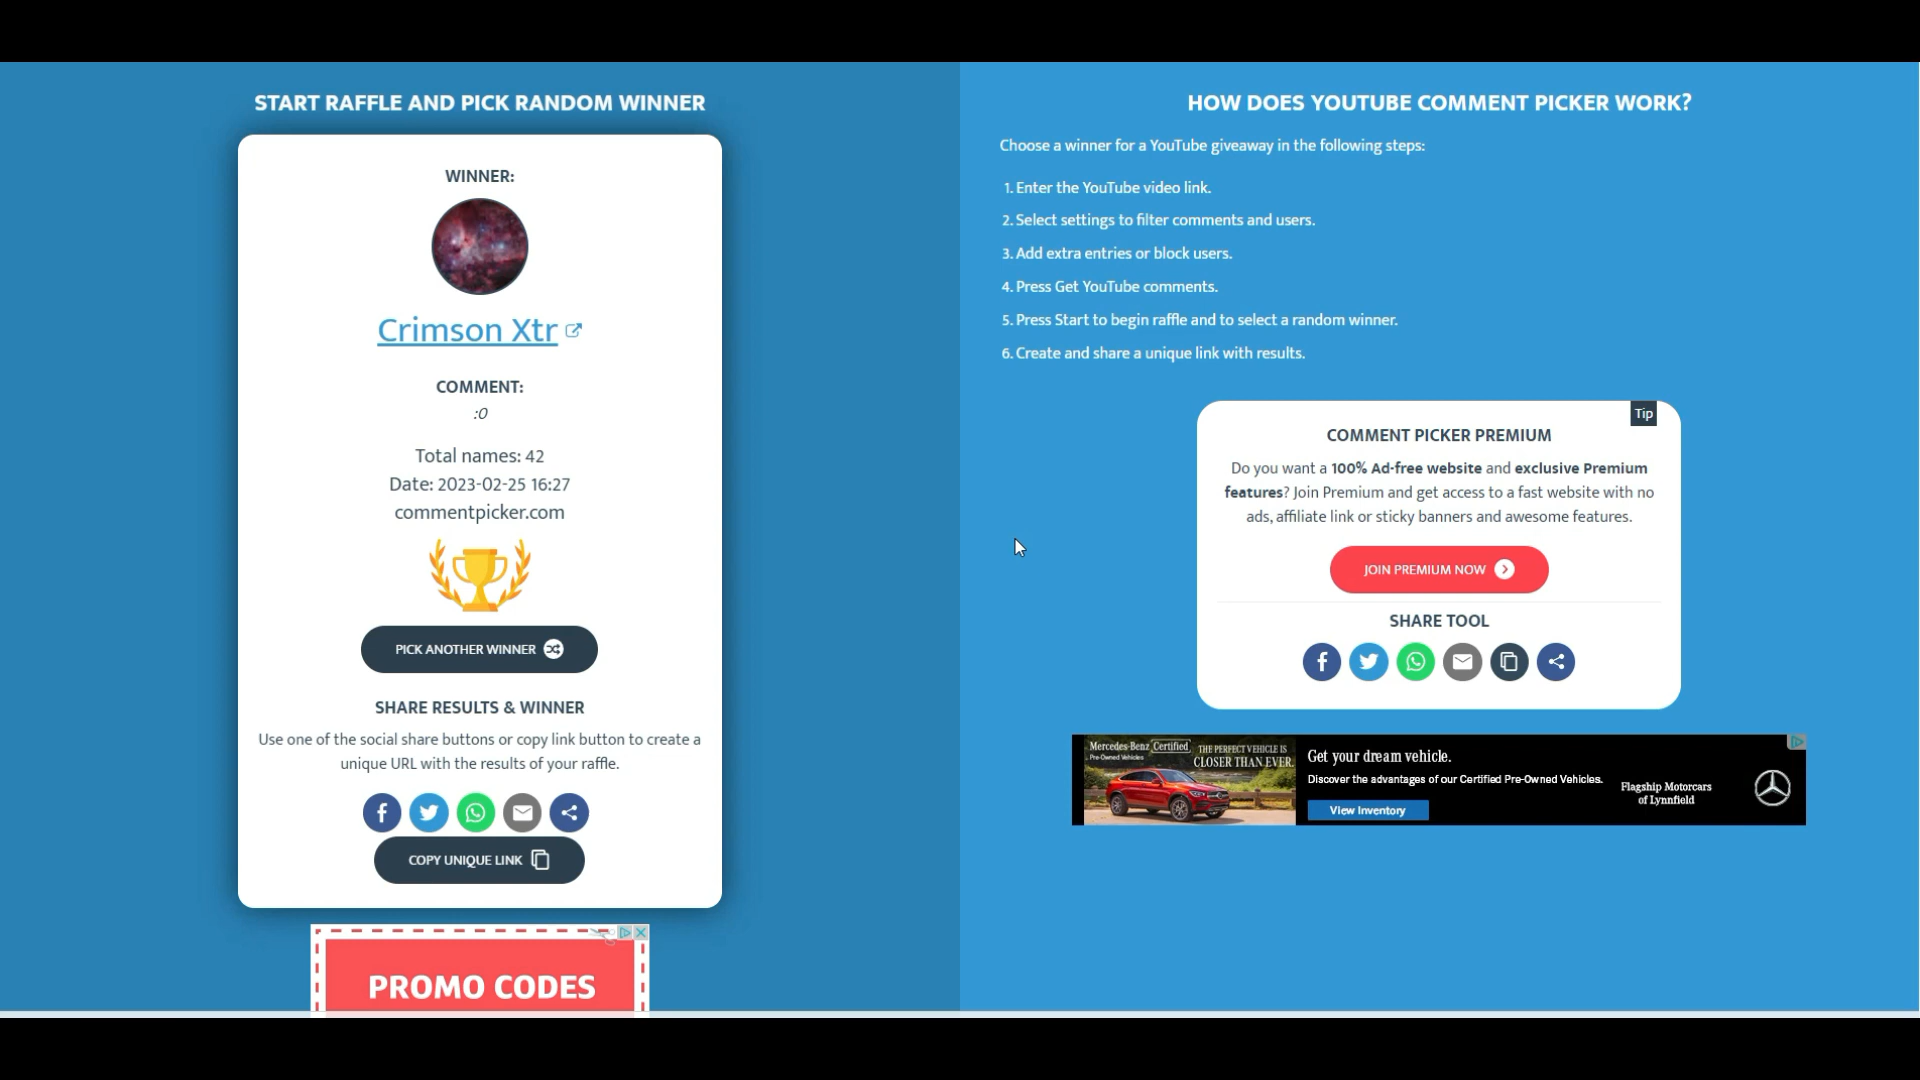 START RAFFLE AND PICK RANDOM WINNER
WINNER:
Crimson Xtr
COMMENT:
:0
Total names: 42
Date: 2023-02-25 16:27
commentpicker.com
PICK ANOTHER WINNER
SHARE RESULTS & WINNER
Use one of the social share buttons or copy link button to create a
unique URL with the results of your raffle.
COPY UNIQUE LINK
PROMO CODES
HOW DOES YOUTUBE COMMENT PICKER WORK?
Choose a winner for a YouTube giveaway in the following steps:
1. Enter the YouTube video link.
2. Select settings to filter comments and users.
3. Add extra entries or block users.
4. Press Get YouTube comments.
5. Press Start to begin raffle and to select a random winner.
6. Create and share a unique link with results.
Tip
COMMENT PICKER PREMIUM
Do you want a 100% Ad-free website and exclusive Premium
features? Join Premium and get access to a fast website with no
ads, affiliate link or sticky banners and awesome features.
JOIN PREMIUM NOW
SHARE TOOL
Mercedes-Benz Certified
Pre-Owned Vehicles
THE PERFECT VEHICLE IS
CLOSER THAN EVER.
Get your dream vehicle.
Discover the advantages of our Certified Pre-Owned Vehicles.
View Inventory
Flagship Motorcars
of Lynnfield